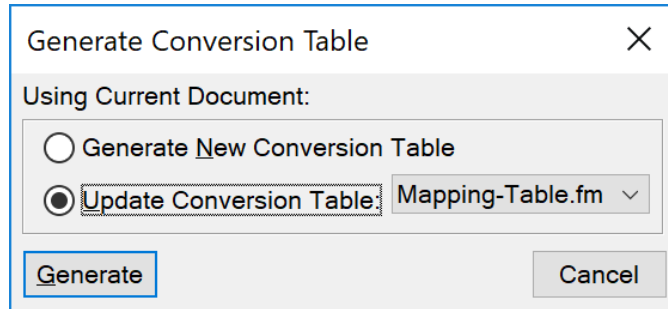 Generate Conversion Table
Using Current Document:
Generate New Conversion Table
Update Conversion Table: Mapping-Table.fm
Generate Cancel